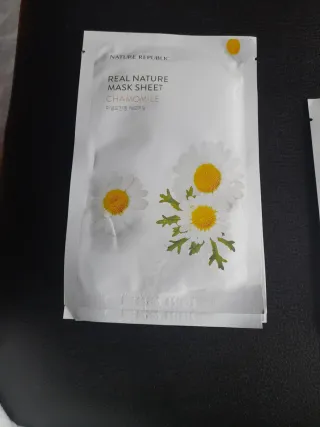 NATURE REPUBLIC
REAL NATURE
MASK SHEET
CHAMOMILE